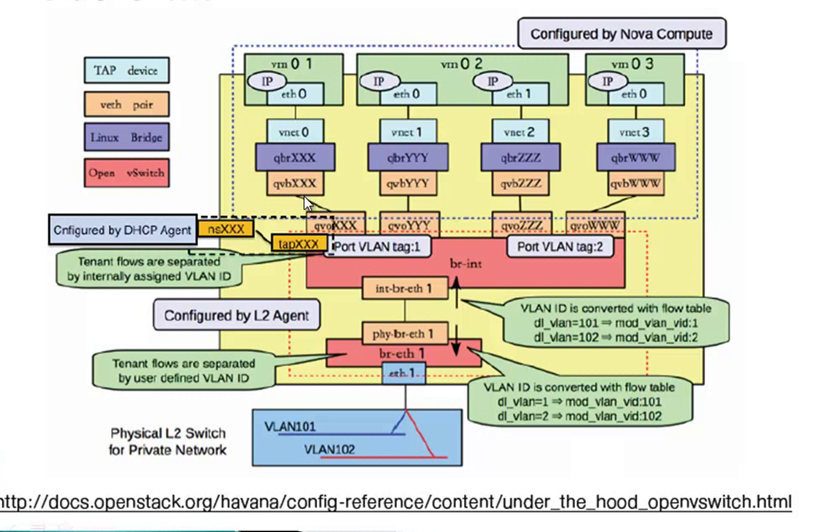 Configured by Nova Compute
TAP device
veth pair
Linux Bridge
Open vSwitch
vm 0 1
vm 0 2
vm 0 3
IP
IP
IP
IP
eth 0
eth 0
eth 1
eth 0
vnet 0
vnet 1
vnet 2
vnet 3
qbrXXX
qbrYYY
qbrZZZ
qbrWWW
qvbXXX
qvbYYY
qvbZZZ
qvbWWW
qvoXXX
qvoYYY
qvoZZZ
qvoWWW
Cnfigured by DHCP Agent
nsXXX
tapXXX
Port VLAN tag:1
Port VLAN tag:2
Tenant flows are separated
by internally assigned VLAN ID
br-int
int-br-eth 1
Configured by L2 Agent
VLAN ID is converted with flow table
dl_vlan=101 ⇒ mod_vlan_vid:1
dl_vlan=102 ⇒ mod_vlan_vid:2
phy-br-eth 1
br-eth 1
Tenant flows are separated
by user defined VLAN ID
eth 1
VLAN ID is converted with flow table
dl_vlan=1 ⇒ mod_vlan_vid:101
dl_vlan=2 ⇒ mod_vlan_vid:102
Physical L2 Switch
for Private Network
VLAN101
VLAN102
http://docs.openstack.org/havana/config-reference/content/under_the_hood_openvswitch.html